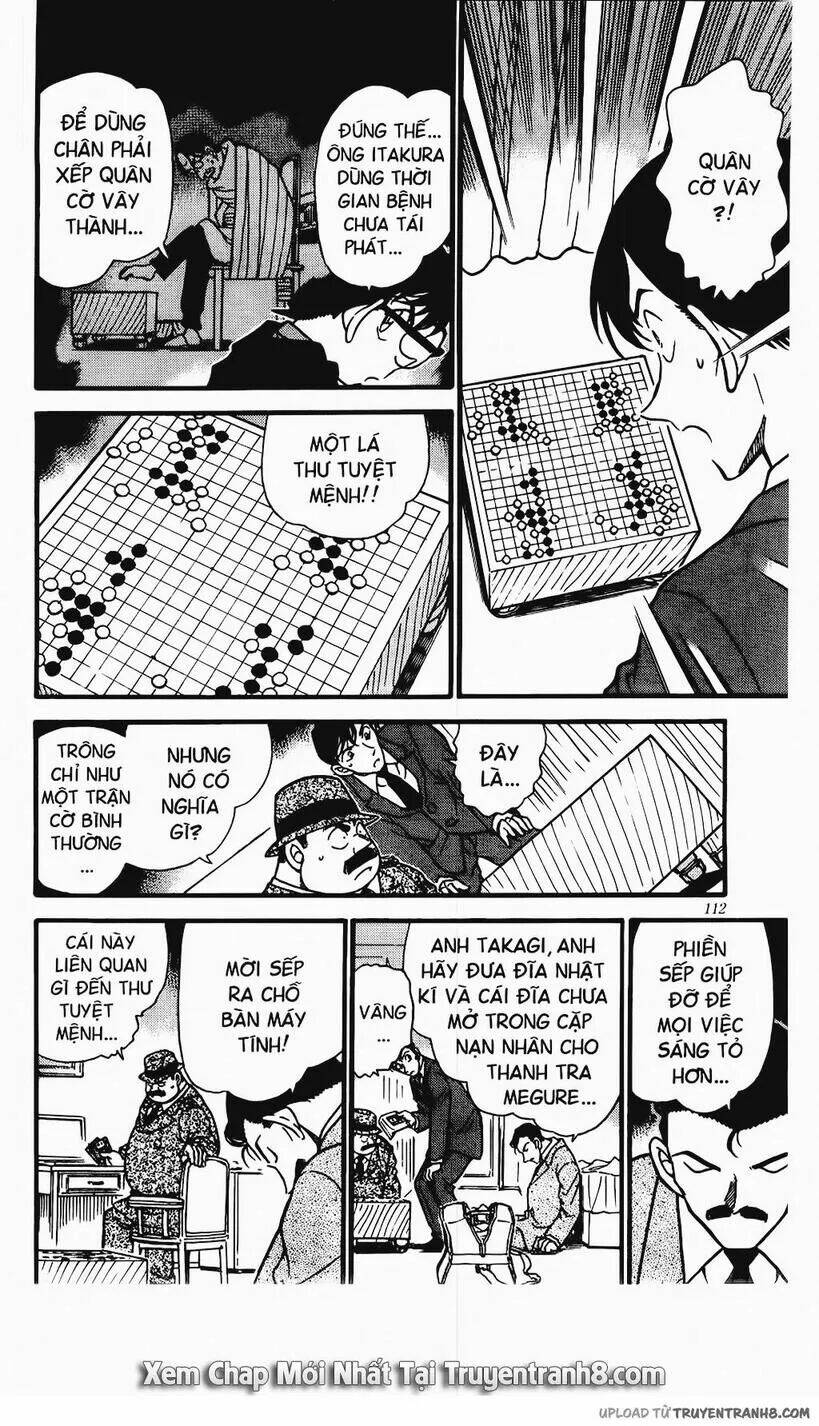 QUÂN
CỜ VÂY
?!
ĐÚNG THẾ...
ÔNG ITAKURA
DÙNG THỜI
GIAN BỆNH
CHƯA TÁI
PHÁT...
ĐỂ DÙNG
CHÂN PHẢI
XẾP QUÂN
CỜ VÂY
THÀNH...
MỘT LÁ
THƯ TUYỆT
MỆNH!!
ĐÂY
LÀ...
NHƯNG
NÓ CÓ
NGHĨA
GÌ?
TRÔNG
CHỈ NHƯ
MỘT TRẬN
CỜ BÌNH
THƯỜNG
...
112
PHIỀN
SẾP GIÚP
ĐỠ ĐỂ
MỌI VIỆC
SÁNG TỎ
HƠN...
ANH TAKAGI, ANH
HÃY ĐƯA ĐĨA NHẬT
KÍ VÀ CÁI ĐĨA CHƯA
MỞ TRONG CẶP
NẠN NHÂN CHO
THANH TRA
MEGURE...
VÂNG
...
MỜI SẾP
RA CHỖ
BÀN MÁY
TÍNH!
CÁI NÀY
LIÊN QUAN
GÌ ĐẾN THƯ
TUYỆT
MỆNH...
Xem Chap Mới Nhất Tại Truyentranh8.com
UPLOAD TỪ TRUYENTRANH8.COM